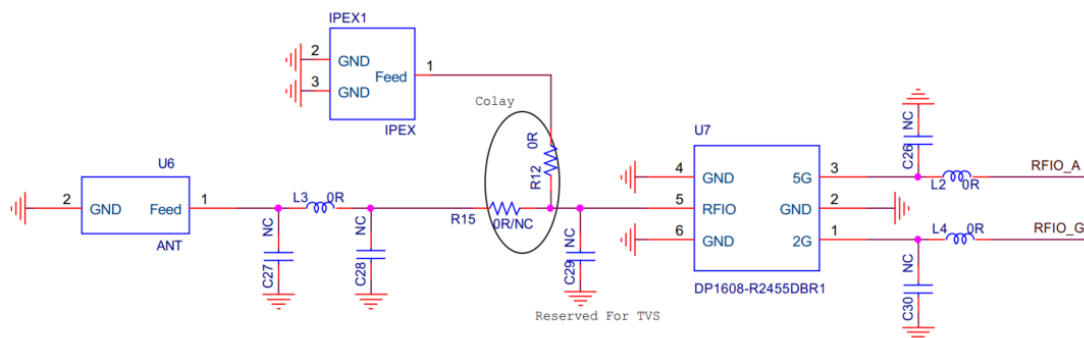 IPEX1
2
GND
Feed
1
3
GND
IPEX
Colay
0R
R12
U6
2
GND
Feed
1
ANT
L3
0R
NC
C27
NC
C28
R15
0R/NC
NC
C29
Reserved For TVS
U7
4
GND
5G
3
5
RFIO
GND
2
6
GND
2G
1
DP1608-R2455DBR1
NC
C26
L2
0R
RFIO_A
L4
0R
RFIO_G
NC
C30